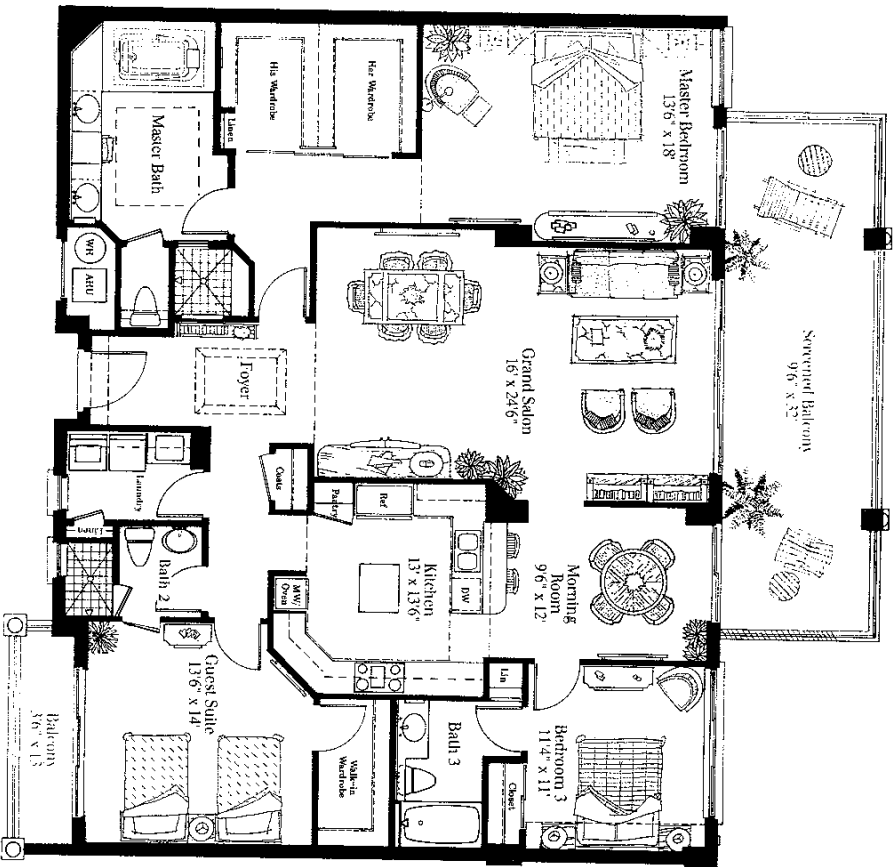 Master Bedroom
13'6" x 18'
Her Wardrobe
His Wardrobe
Linen
Master Bath
WH
AHU
Screened Balcony
9'6" x 32'
Grand Salon
16' x 24'6"
Foyer
Coats
Laundry
Linen
Pantry
Ref
Kitchen
13' x 13'6"
DW
MW/
Oven
Morning
Room
9'6" x 12'
Bath 2
Lin
Guest Suite
13'6" x 14'
Balcony
Walk-in
Wardrobe
Bath 3
Closet
Bedroom 3
11'4" x 11'